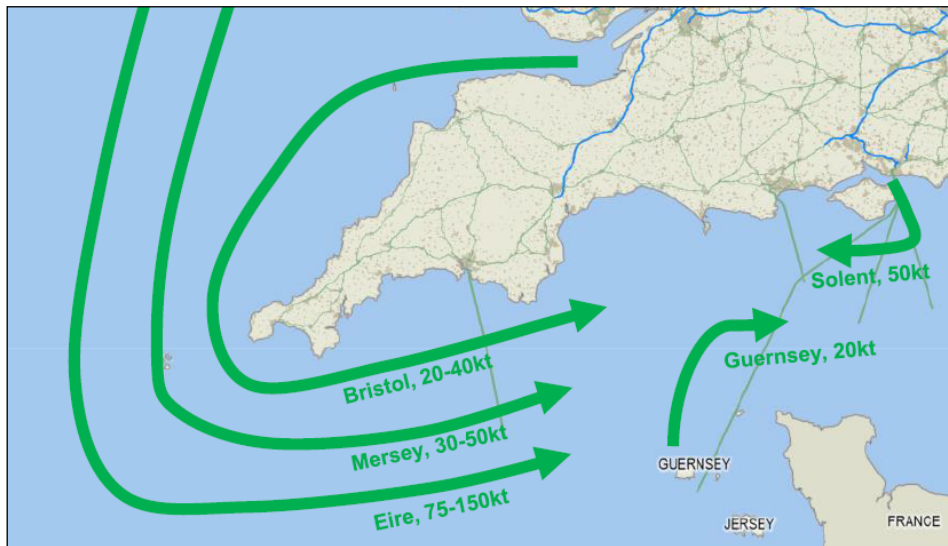 Solent, 50kt
Guernsey, 20kt
Bristol, 20-40kt
Mersey, 30-50kt
Eire, 75-150kt
GUERNSEY
JERSEY
FRANCE